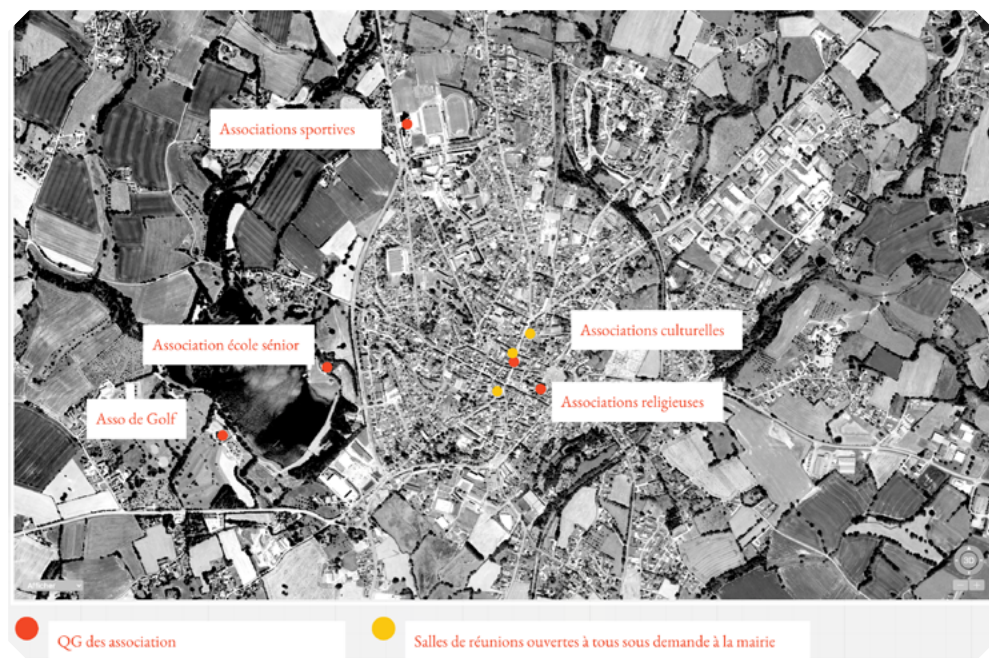 Associations sportives
Associations culturelles
Association école sénior
Associations religieuses
Asso de Golf
3D
QG des association
Salles de réunions ouvertes à tous sous demande à la mairie